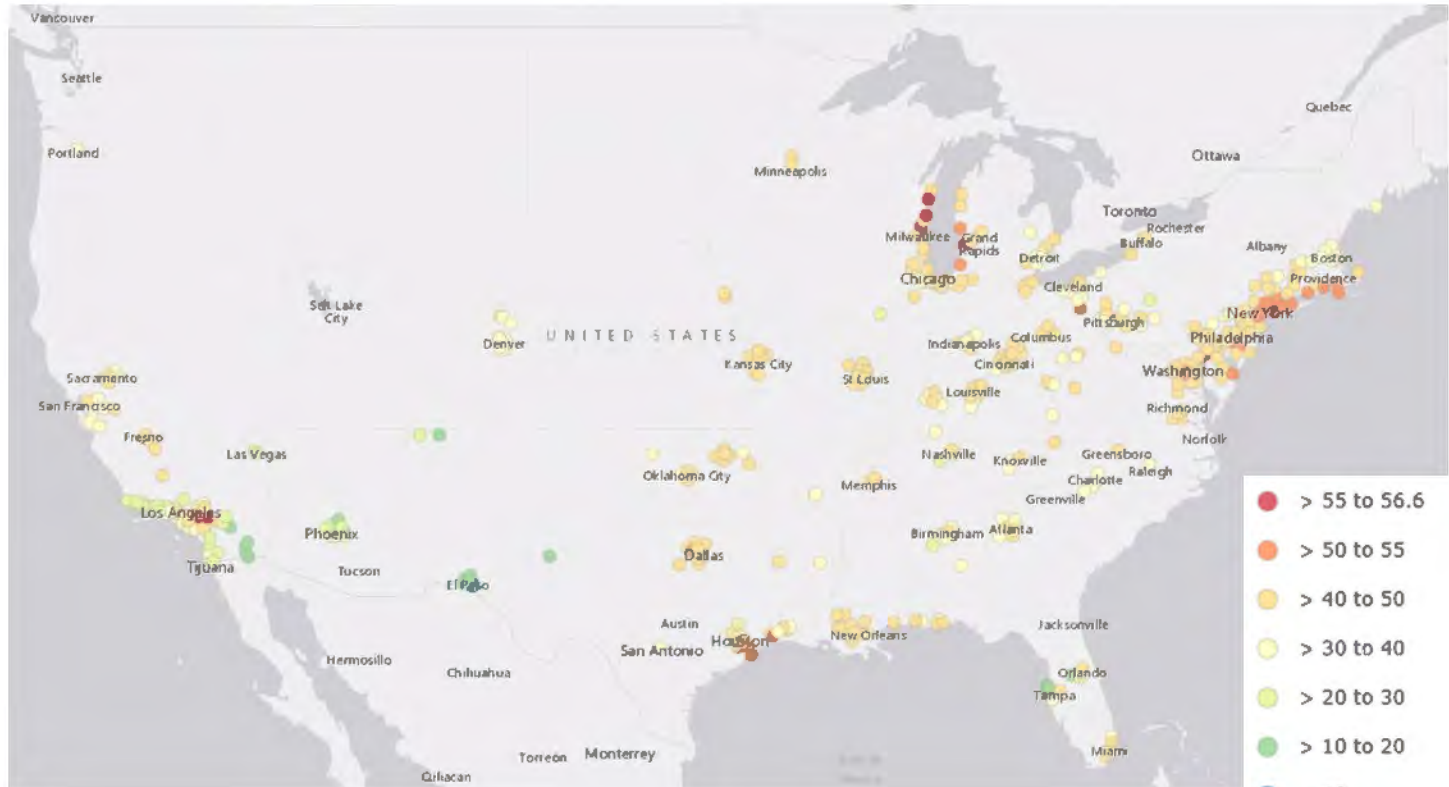 Vancouver
Seattle
Portland
Quebec
Ottawa
Minneapolis
Toronto
Rochester
Buffalo
Milwaukee
Grand
Rapids
Detroit
Albany
Boston
Providence
Chicago
Cleveland
Salt Lake
City
New York
Pittsburgh
UNITED STATES
Denver
Indianapolis
Columbus
Philadelphia
Kansas City
Cincinnati
Washington
Sacramento
St Louis
Louisville
San Francisco
Richmond
Fresno
Norfolk
Las Vegas
Nashville
Knoxville
Greensboro
Raleigh
Oklahoma City
Memphis
Charlotte
Greenville
Los Angeles
Phoenix
Birmingham
Atlanta
Dallas
Tijuana
Tucson
El Paso
Austin
Houston
New Orleans
Jacksonville
San Antonio
Hermosillo
Chihuahua
Orlando
Tampa
Torreon
Monterrey
Miami
Culiacan
> 55 to 56.6
> 50 to 55
> 40 to 50
> 30 to 40
> 20 to 30
> 10 to 20